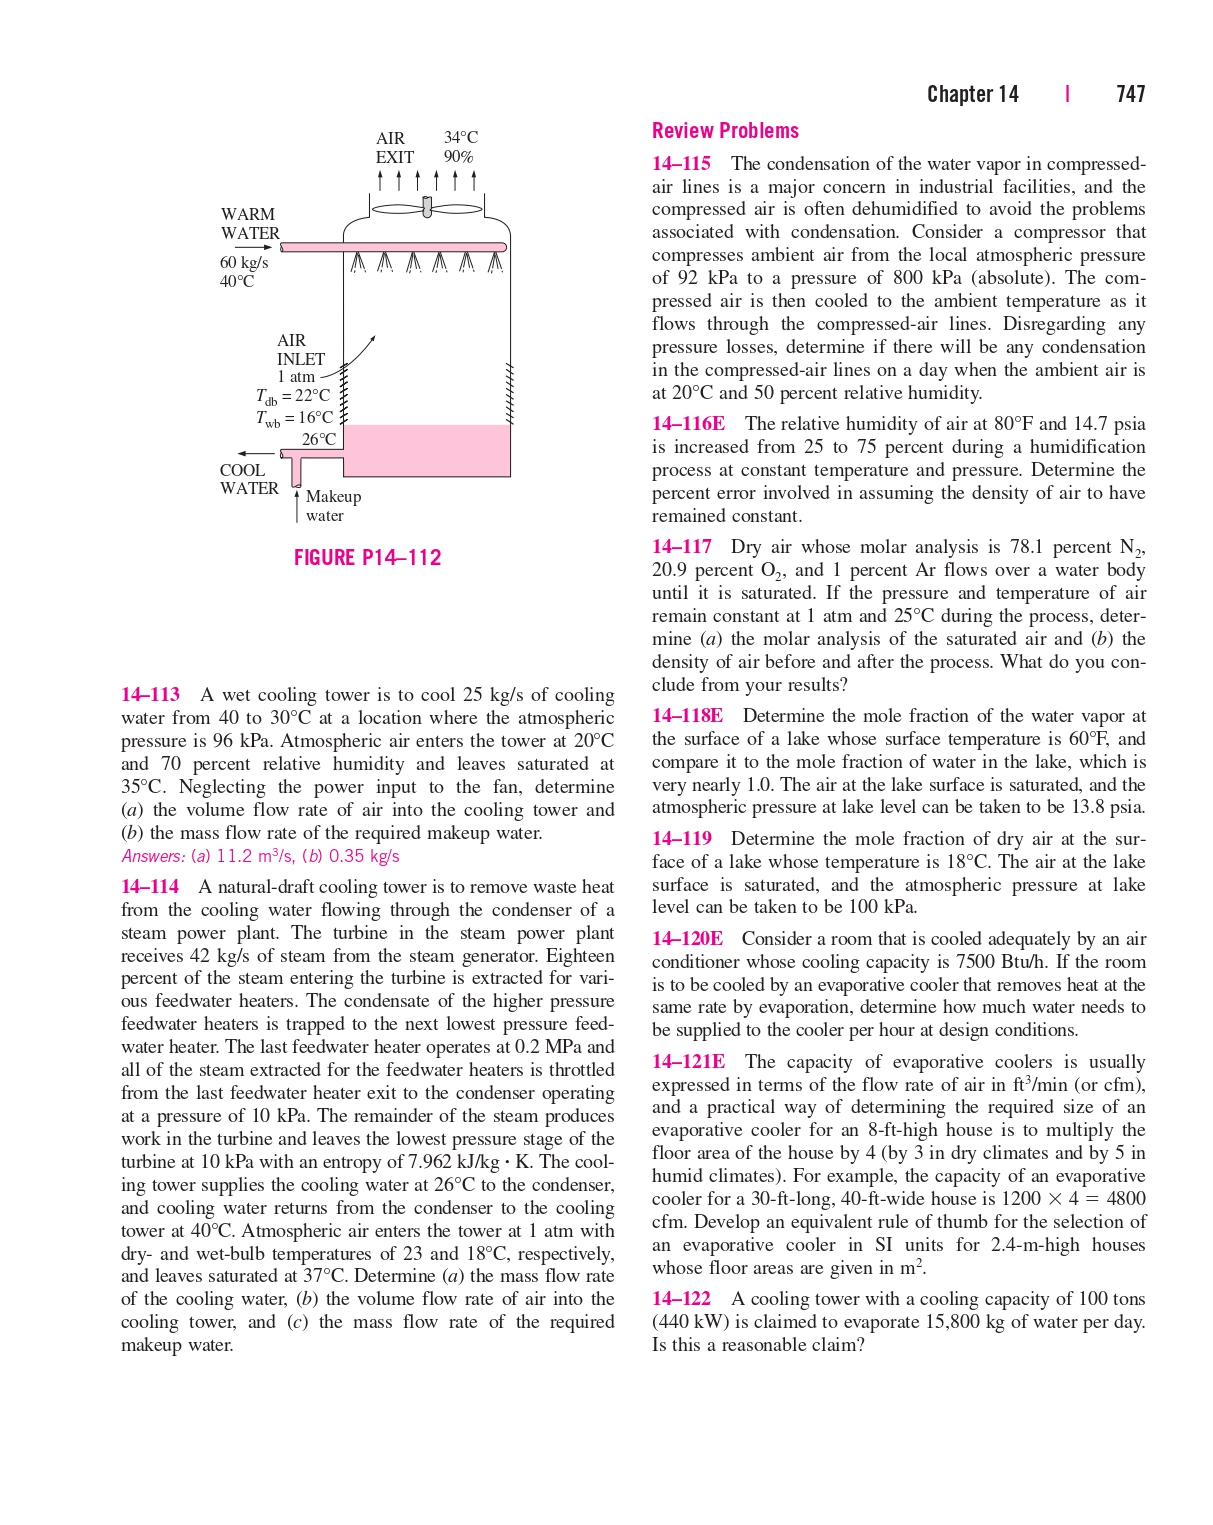 Chapter 14 | 747
AIR 34°C
EXIT 90%
WARM
WATER
60 kg/s
40°C
AIR
INLET
1 atm
Tdb = 22°C
Twb = 16°C
26°C
COOL
WATER
Makeup
water
FIGURE P14–112
14–113 A wet cooling tower is to cool 25 kg/s of cooling
water from 40 to 30°C at a location where the atmospheric
pressure is 96 kPa. Atmospheric air enters the tower at 20°C
and 70 percent relative humidity and leaves saturated at
35°C. Neglecting the power input to the fan, determine
(a) the volume flow rate of air into the cooling tower and
(b) the mass flow rate of the required makeup water.
Answers: (a) 11.2 m³/s, (b) 0.35 kg/s
14–114 A natural-draft cooling tower is to remove waste heat
from the cooling water flowing through the condenser of a
steam power plant. The turbine in the steam power plant
receives 42 kg/s of steam from the steam generator. Eighteen
percent of the steam entering the turbine is extracted for vari-
ous feedwater heaters. The condensate of the higher pressure
feedwater heaters is trapped to the next lowest pressure feed-
water heater. The last feedwater heater operates at 0.2 MPa and
all of the steam extracted for the feedwater heaters is throttled
from the last feedwater heater exit to the condenser operating
at a pressure of 10 kPa. The remainder of the steam produces
work in the turbine and leaves the lowest pressure stage of the
turbine at 10 kPa with an entropy of 7.962 kJ/kg · K. The cool-
ing tower supplies the cooling water at 26°C to the condenser,
and cooling water returns from the condenser to the cooling
tower at 40°C. Atmospheric air enters the tower at 1 atm with
dry- and wet-bulb temperatures of 23 and 18°C, respectively,
and leaves saturated at 37°C. Determine (a) the mass flow rate
of the cooling water, (b) the volume flow rate of air into the
cooling tower, and (c) the mass flow rate of the required
makeup water.
Review Problems
14–115 The condensation of the water vapor in compressed-
air lines is a major concern in industrial facilities, and the
compressed air is often dehumidified to avoid the problems
associated with condensation. Consider a compressor that
compresses ambient air from the local atmospheric pressure
of 92 kPa to a pressure of 800 kPa (absolute). The com-
pressed air is then cooled to the ambient temperature as it
flows through the compressed-air lines. Disregarding any
pressure losses, determine if there will be any condensation
in the compressed-air lines on a day when the ambient air is
at 20°C and 50 percent relative humidity.
14–116E The relative humidity of air at 80°F and 14.7 psia
is increased from 25 to 75 percent during a humidification
process at constant temperature and pressure. Determine the
percent error involved in assuming the density of air to have
remained constant.
14–117 Dry air whose molar analysis is 78.1 percent N₂,
20.9 percent O₂, and 1 percent Ar flows over a water body
until it is saturated. If the pressure and temperature of air
remain constant at 1 atm and 25°C during the process, deter-
mine (a) the molar analysis of the saturated air and (b) the
density of air before and after the process. What do you con-
clude from your results?
14–118E Determine the mole fraction of the water vapor at
the surface of a lake whose surface temperature is 60°F, and
compare it to the mole fraction of water in the lake, which is
very nearly 1.0. The air at the lake surface is saturated, and the
atmospheric pressure at lake level can be taken to be 13.8 psia.
14–119 Determine the mole fraction of dry air at the sur-
face of a lake whose temperature is 18°C. The air at the lake
surface is saturated, and the atmospheric pressure at lake
level can be taken to be 100 kPa.
14–120E Consider a room that is cooled adequately by an air
conditioner whose cooling capacity is 7500 Btu/h. If the room
is to be cooled by an evaporative cooler that removes heat at the
same rate by evaporation, determine how much water needs to
be supplied to the cooler per hour at design conditions.
14–121E The capacity of evaporative coolers is usually
expressed in terms of the flow rate of air in ft³/min (or cfm),
and a practical way of determining the required size of an
evaporative cooler for an 8-ft-high house is to multiply the
floor area of the house by 4 (by 3 in dry climates and by 5 in
humid climates). For example, the capacity of an evaporative
cooler for a 30-ft-long, 40-ft-wide house is 1200 × 4 = 4800
cfm. Develop an equivalent rule of thumb for the selection of
an evaporative cooler in SI units for 2.4-m-high houses
whose floor areas are given in m².
14–122 A cooling tower with a cooling capacity of 100 tons
(440 kW) is claimed to evaporate 15,800 kg of water per day.
Is this a reasonable claim?